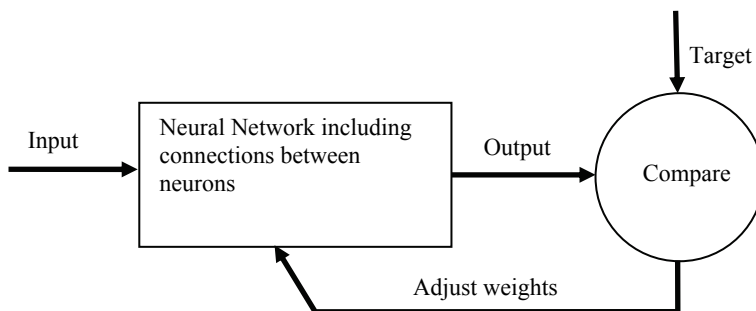 Target
Input
Neural Network including
connections between
neurons
Output
Compare
Adjust weights